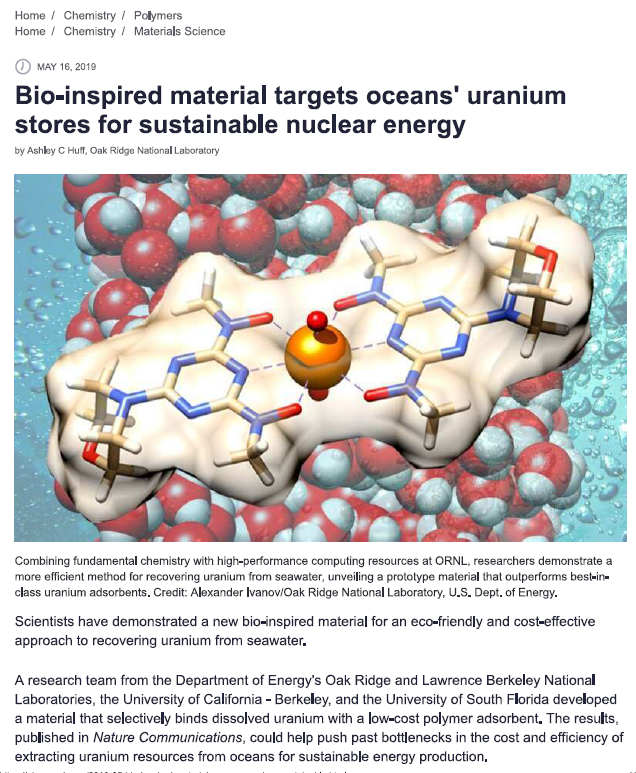 Home / Chemistry / Polymers
Home / Chemistry / Materials Science
MAY 16, 2019
Bio-inspired material targets oceans' uranium
stores for sustainable nuclear energy
by Ashley C Huff, Oak Ridge National Laboratory
Combining fundamental chemistry with high-performance computing resources at ORNL, researchers demonstrate a
more efficient method for recovering uranium from seawater, unveiling a prototype material that outperforms best-in-
class uranium adsorbents. Credit: Alexander Ivanov/Oak Ridge National Laboratory, U.S. Dept. of Energy.
Scientists have demonstrated a new bio-inspired material for an eco-friendly and cost-effective
approach to recovering uranium from seawater.
A research team from the Department of Energy's Oak Ridge and Lawrence Berkeley National
Laboratories, the University of California - Berkeley, and the University of South Florida developed
a material that selectively binds dissolved uranium with a low-cost polymer adsorbent. The results,
published in Nature Communications, could help push past bottlenecks in the cost and efficiency of
extracting uranium resources from oceans for sustainable energy production.